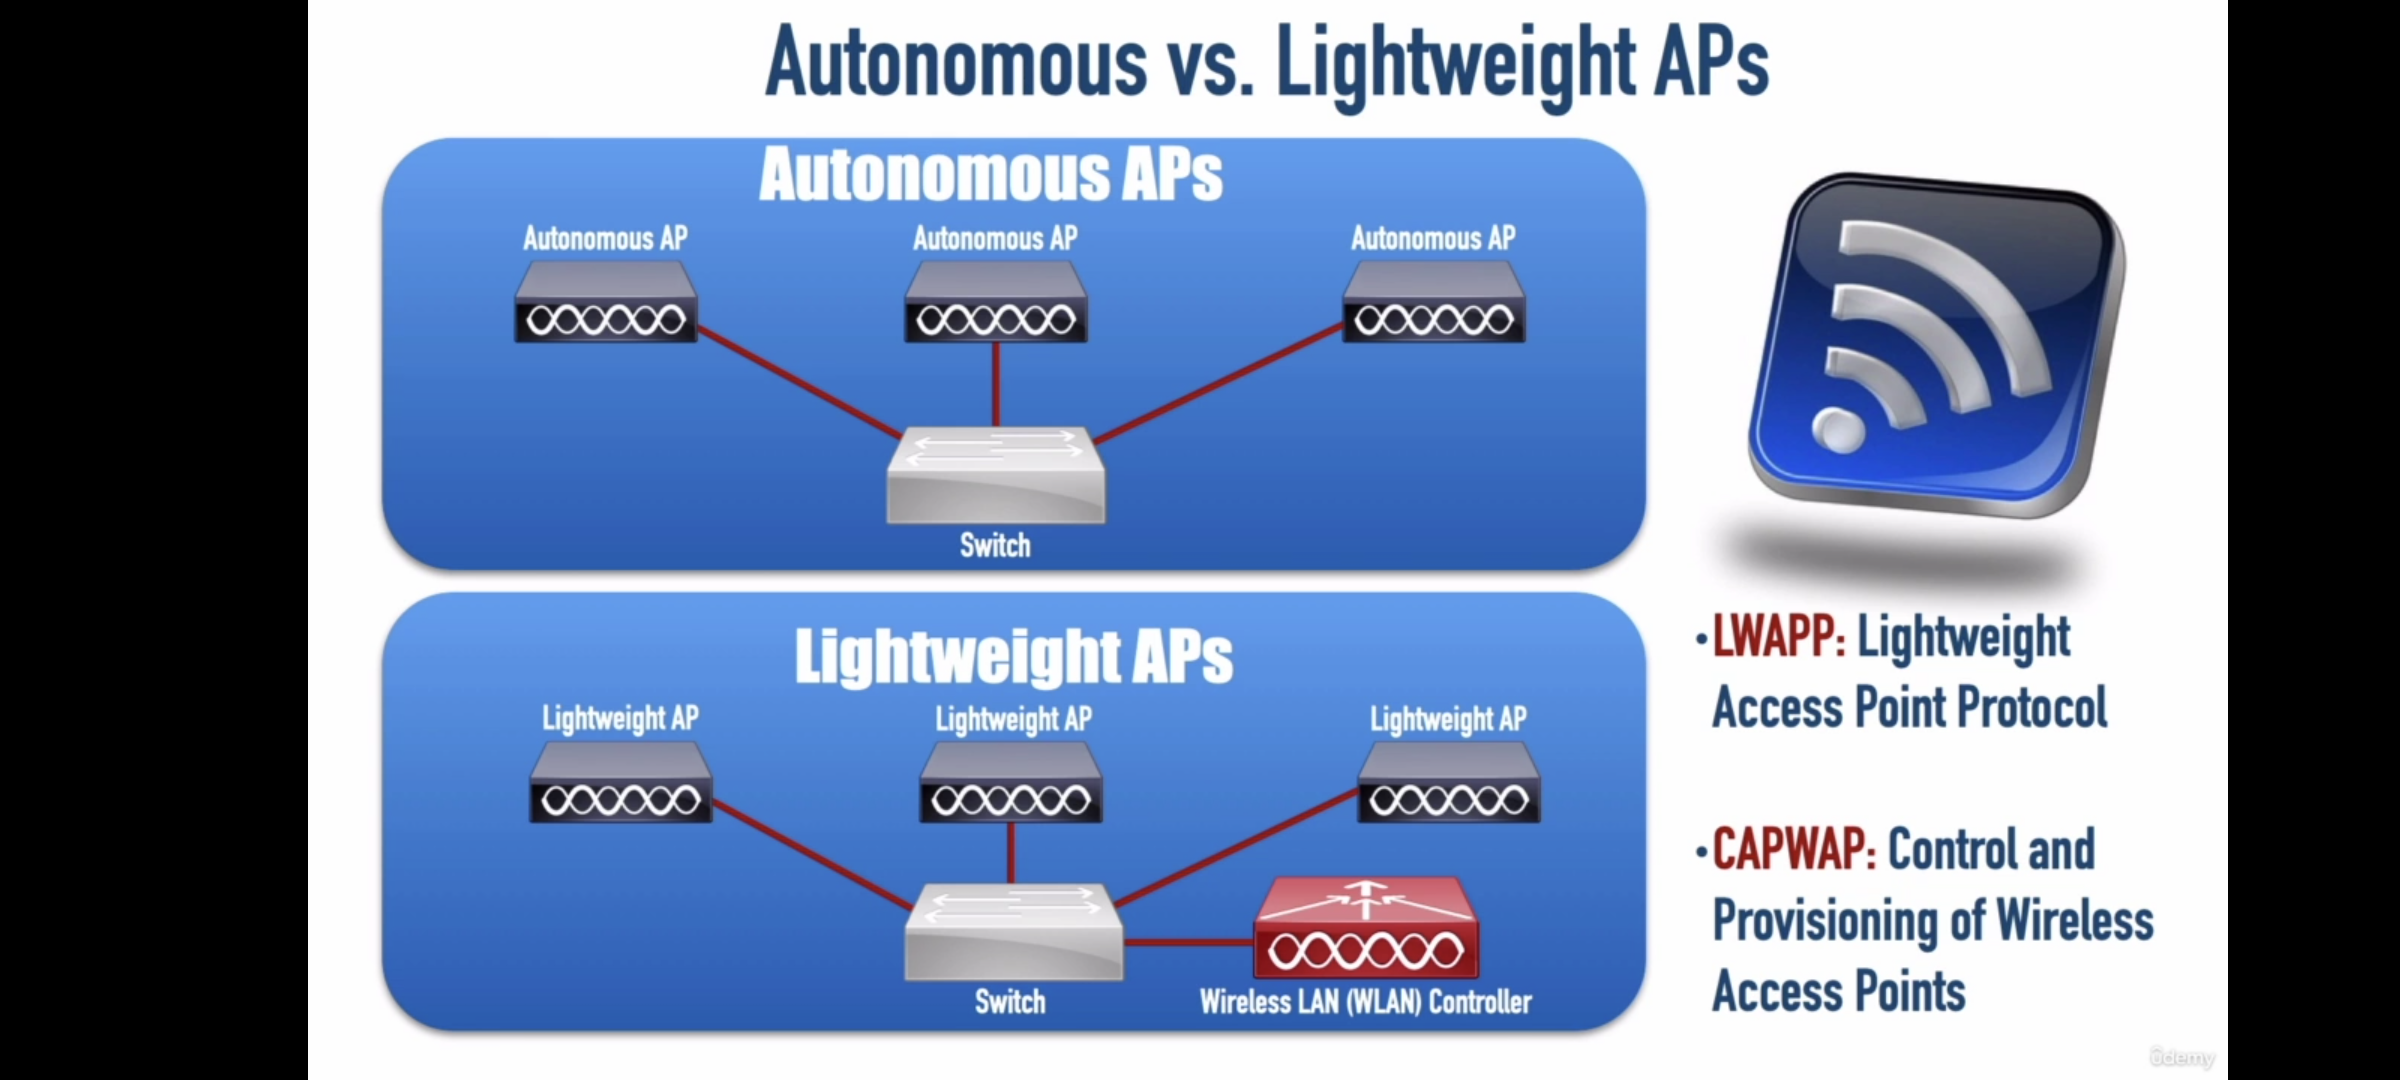 Autonomous vs. Lightweight APs
Autonomous APs
Autonomous AP
Autonomous AP
Autonomous AP
Switch
Lightweight APs
Lightweight AP
Lightweight AP
Lightweight AP
Switch
Wireless LAN (WLAN) Controller
•LWAPP: Lightweight
Access Point Protocol
•CAPWAP: Control and
Provisioning of Wireless
Access Points
ûdemy